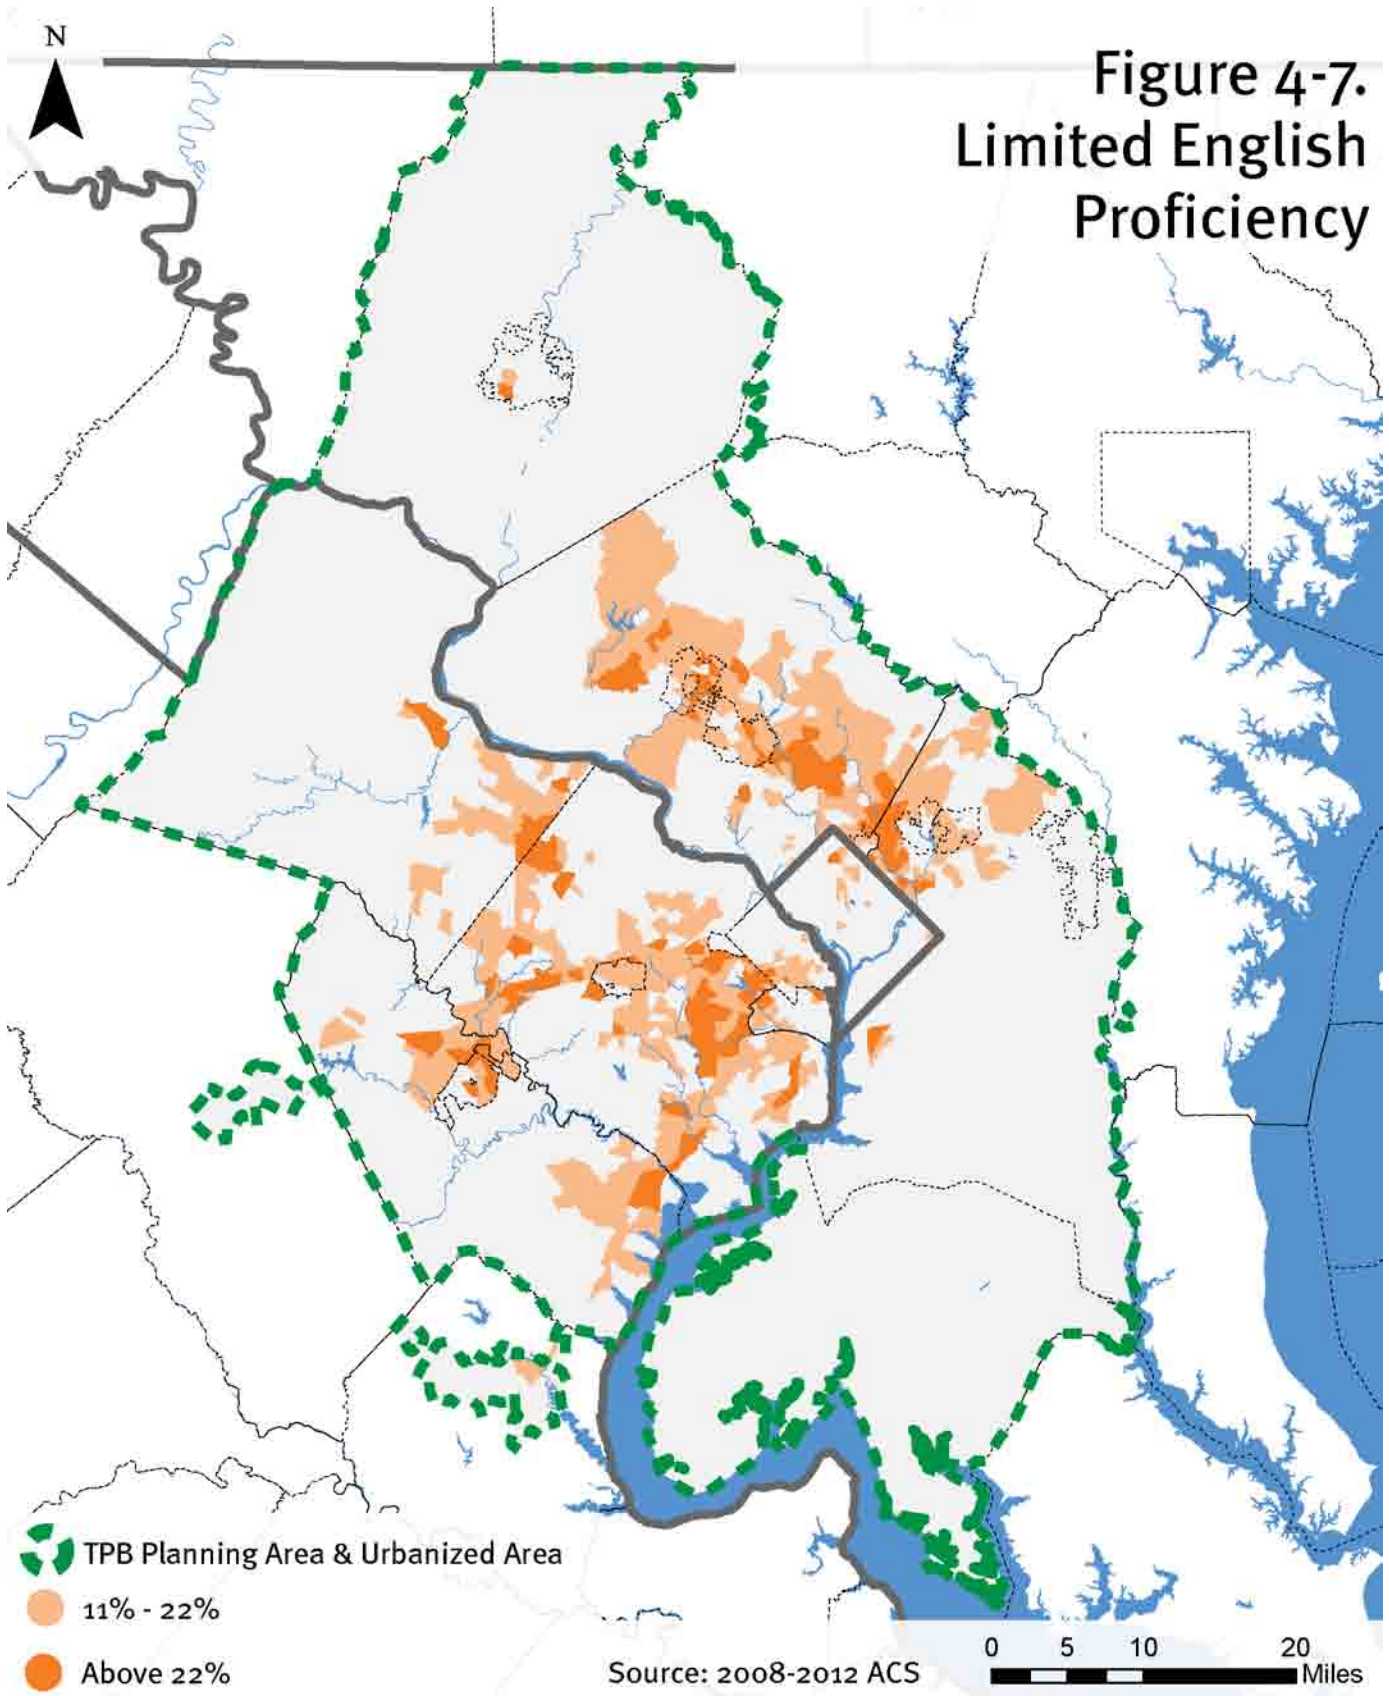 N
Figure 4-7.
Limited English
Proficiency
TPB Planning Area & Urbanized Area
11% - 22%
Above 22%
Source: 2008-2012 ACS
0 5 10 20
Miles